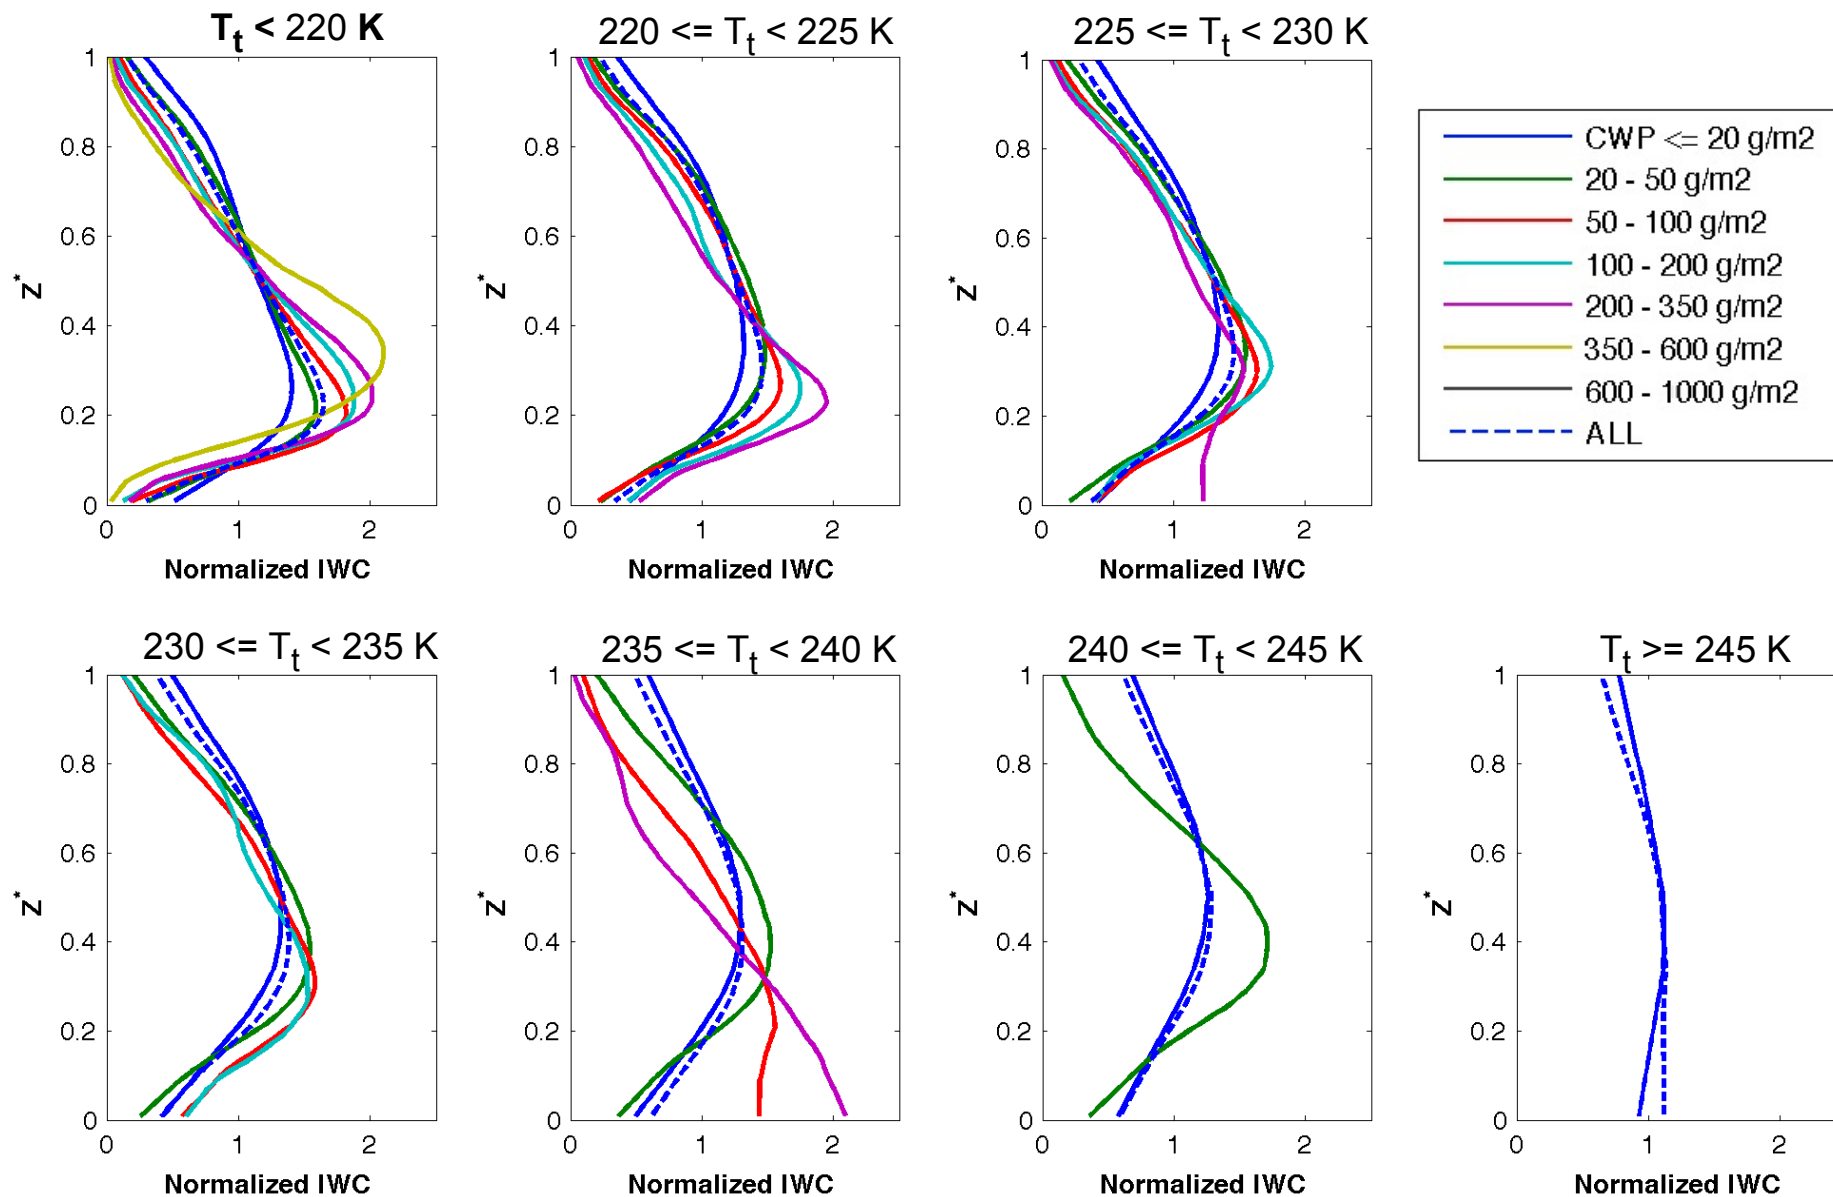 T_t < 220 K
220 <= T_t < 225 K
225 <= T_t < 230 K
1
0.8
0.6
0.4
0.2
0
z*
0 1 2
Normalized IWC
1
0.8
0.6
0.4
0.2
0
z*
0 1 2
Normalized IWC
1
0.8
0.6
0.4
0.2
0
z*
0 1 2
Normalized IWC
CWP <= 20 g/m2
20 - 50 g/m2
50 - 100 g/m2
100 - 200 g/m2
200 - 350 g/m2
350 - 600 g/m2
600 - 1000 g/m2
ALL
230 <= T_t < 235 K
235 <= T_t < 240 K
240 <= T_t < 245 K
T_t >= 245 K
1
0.8
0.6
0.4
0.2
0
z*
0 1 2
Normalized IWC
1
0.8
0.6
0.4
0.2
0
z*
0 1 2
Normalized IWC
1
0.8
0.6
0.4
0.2
0
z*
0 1 2
Normalized IWC
1
0.8
0.6
0.4
0.2
0
z*
0 1 2
Normalized IWC